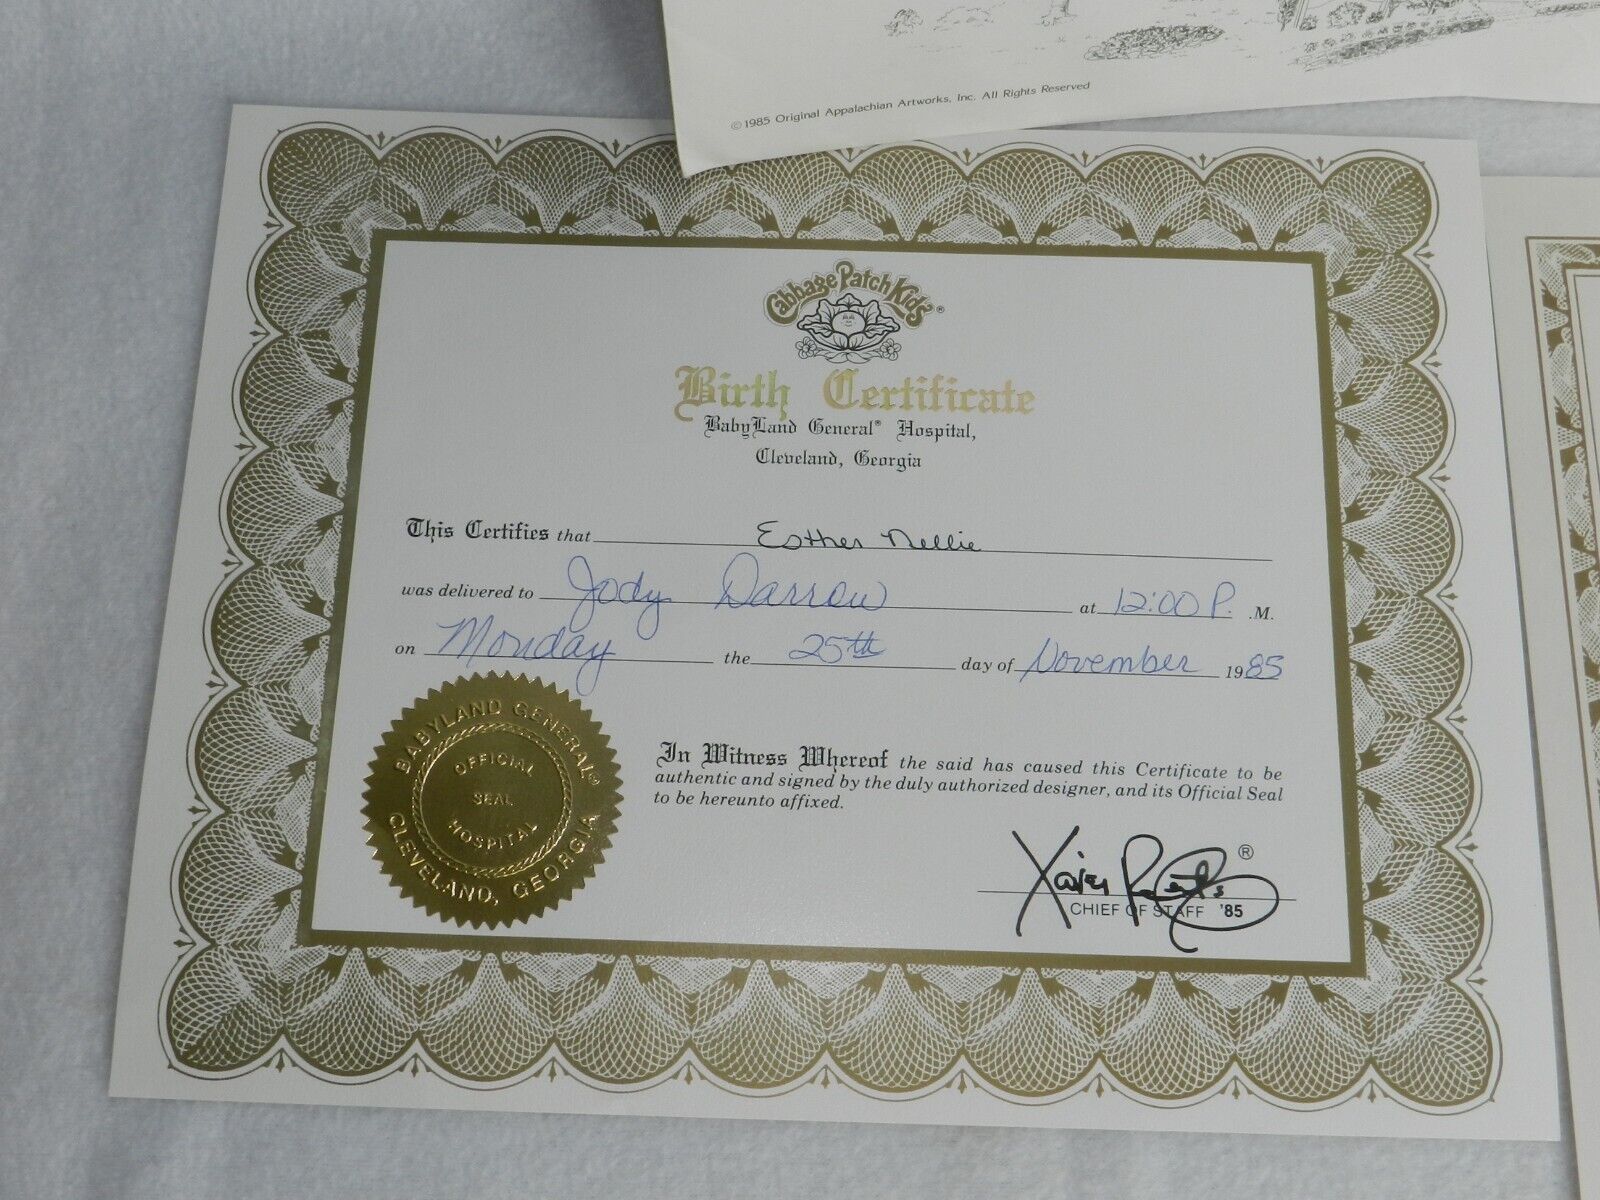 ©1985 Original Appalachian Artworks, Inc. All Rights Reserved
Cabbage Patch Kids®
Birth Certificate
BabyLand General® Hospital,
Cleveland, Georgia
This Certifies that Esther Nellie
was delivered to Jody Darrow at 12:00 P. .M.
on Monday the 25th day of November 1985
In Witness Whereof the said has caused this Certificate to be
authentic and signed by the duly authorized designer, and its Official Seal
to be hereunto affixed.
BABYLAND GENERAL®
OFFICIAL
SEAL
HOSPITAL
CLEVELAND, GEORGIA
Xavier Roberts ®
CHIEF OF STAFF '85